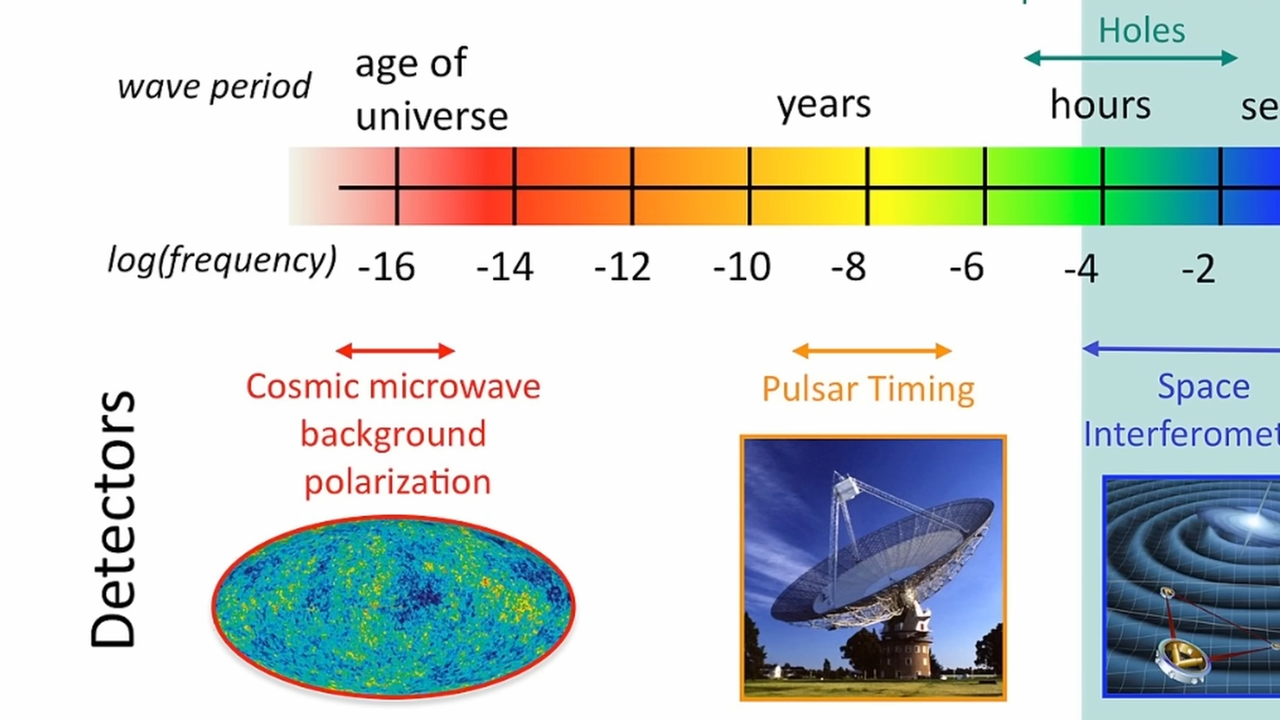 Holes
wave period
age of
universe
years
hours
log(frequency)
-16
-14
-12
-10
-8
-6
-4
-2
Detectors
Cosmic microwave
background
polarization
Pulsar Timing
Space